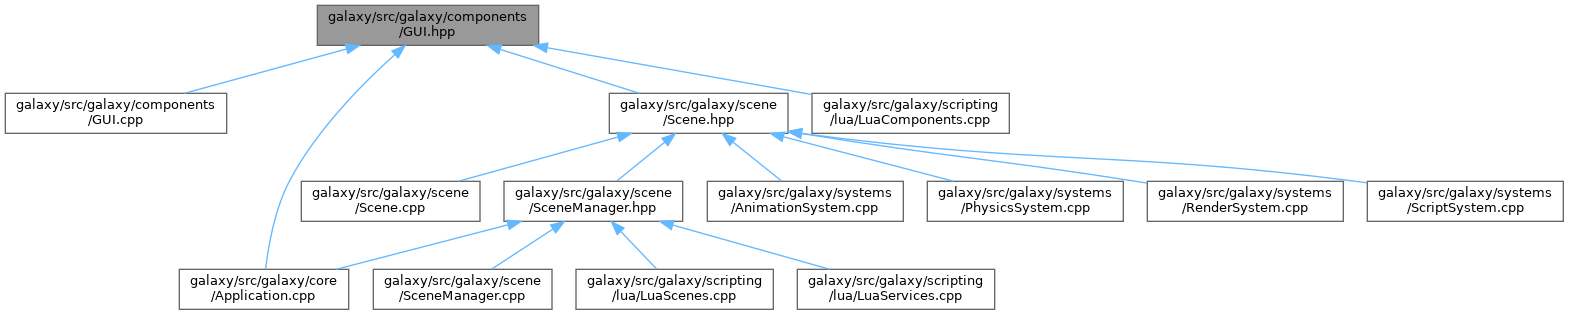 galaxy/src/galaxy/components
/GUI.hpp
galaxy/src/galaxy/components
/GUI.cpp
galaxy/src/galaxy/scene
/Scene.hpp
galaxy/src/galaxy/scripting
/lua/LuaComponents.cpp
galaxy/src/galaxy/scene
/Scene.cpp
galaxy/src/galaxy/scene
/SceneManager.hpp
galaxy/src/galaxy/systems
/AnimationSystem.cpp
galaxy/src/galaxy/systems
/PhysicsSystem.cpp
galaxy/src/galaxy/systems
/RenderSystem.cpp
galaxy/src/galaxy/systems
/ScriptSystem.cpp
galaxy/src/galaxy/core
/Application.cpp
galaxy/src/galaxy/scene
/SceneManager.cpp
galaxy/src/galaxy/scripting
/lua/LuaScenes.cpp
galaxy/src/galaxy/scripting
/lua/LuaServices.cpp